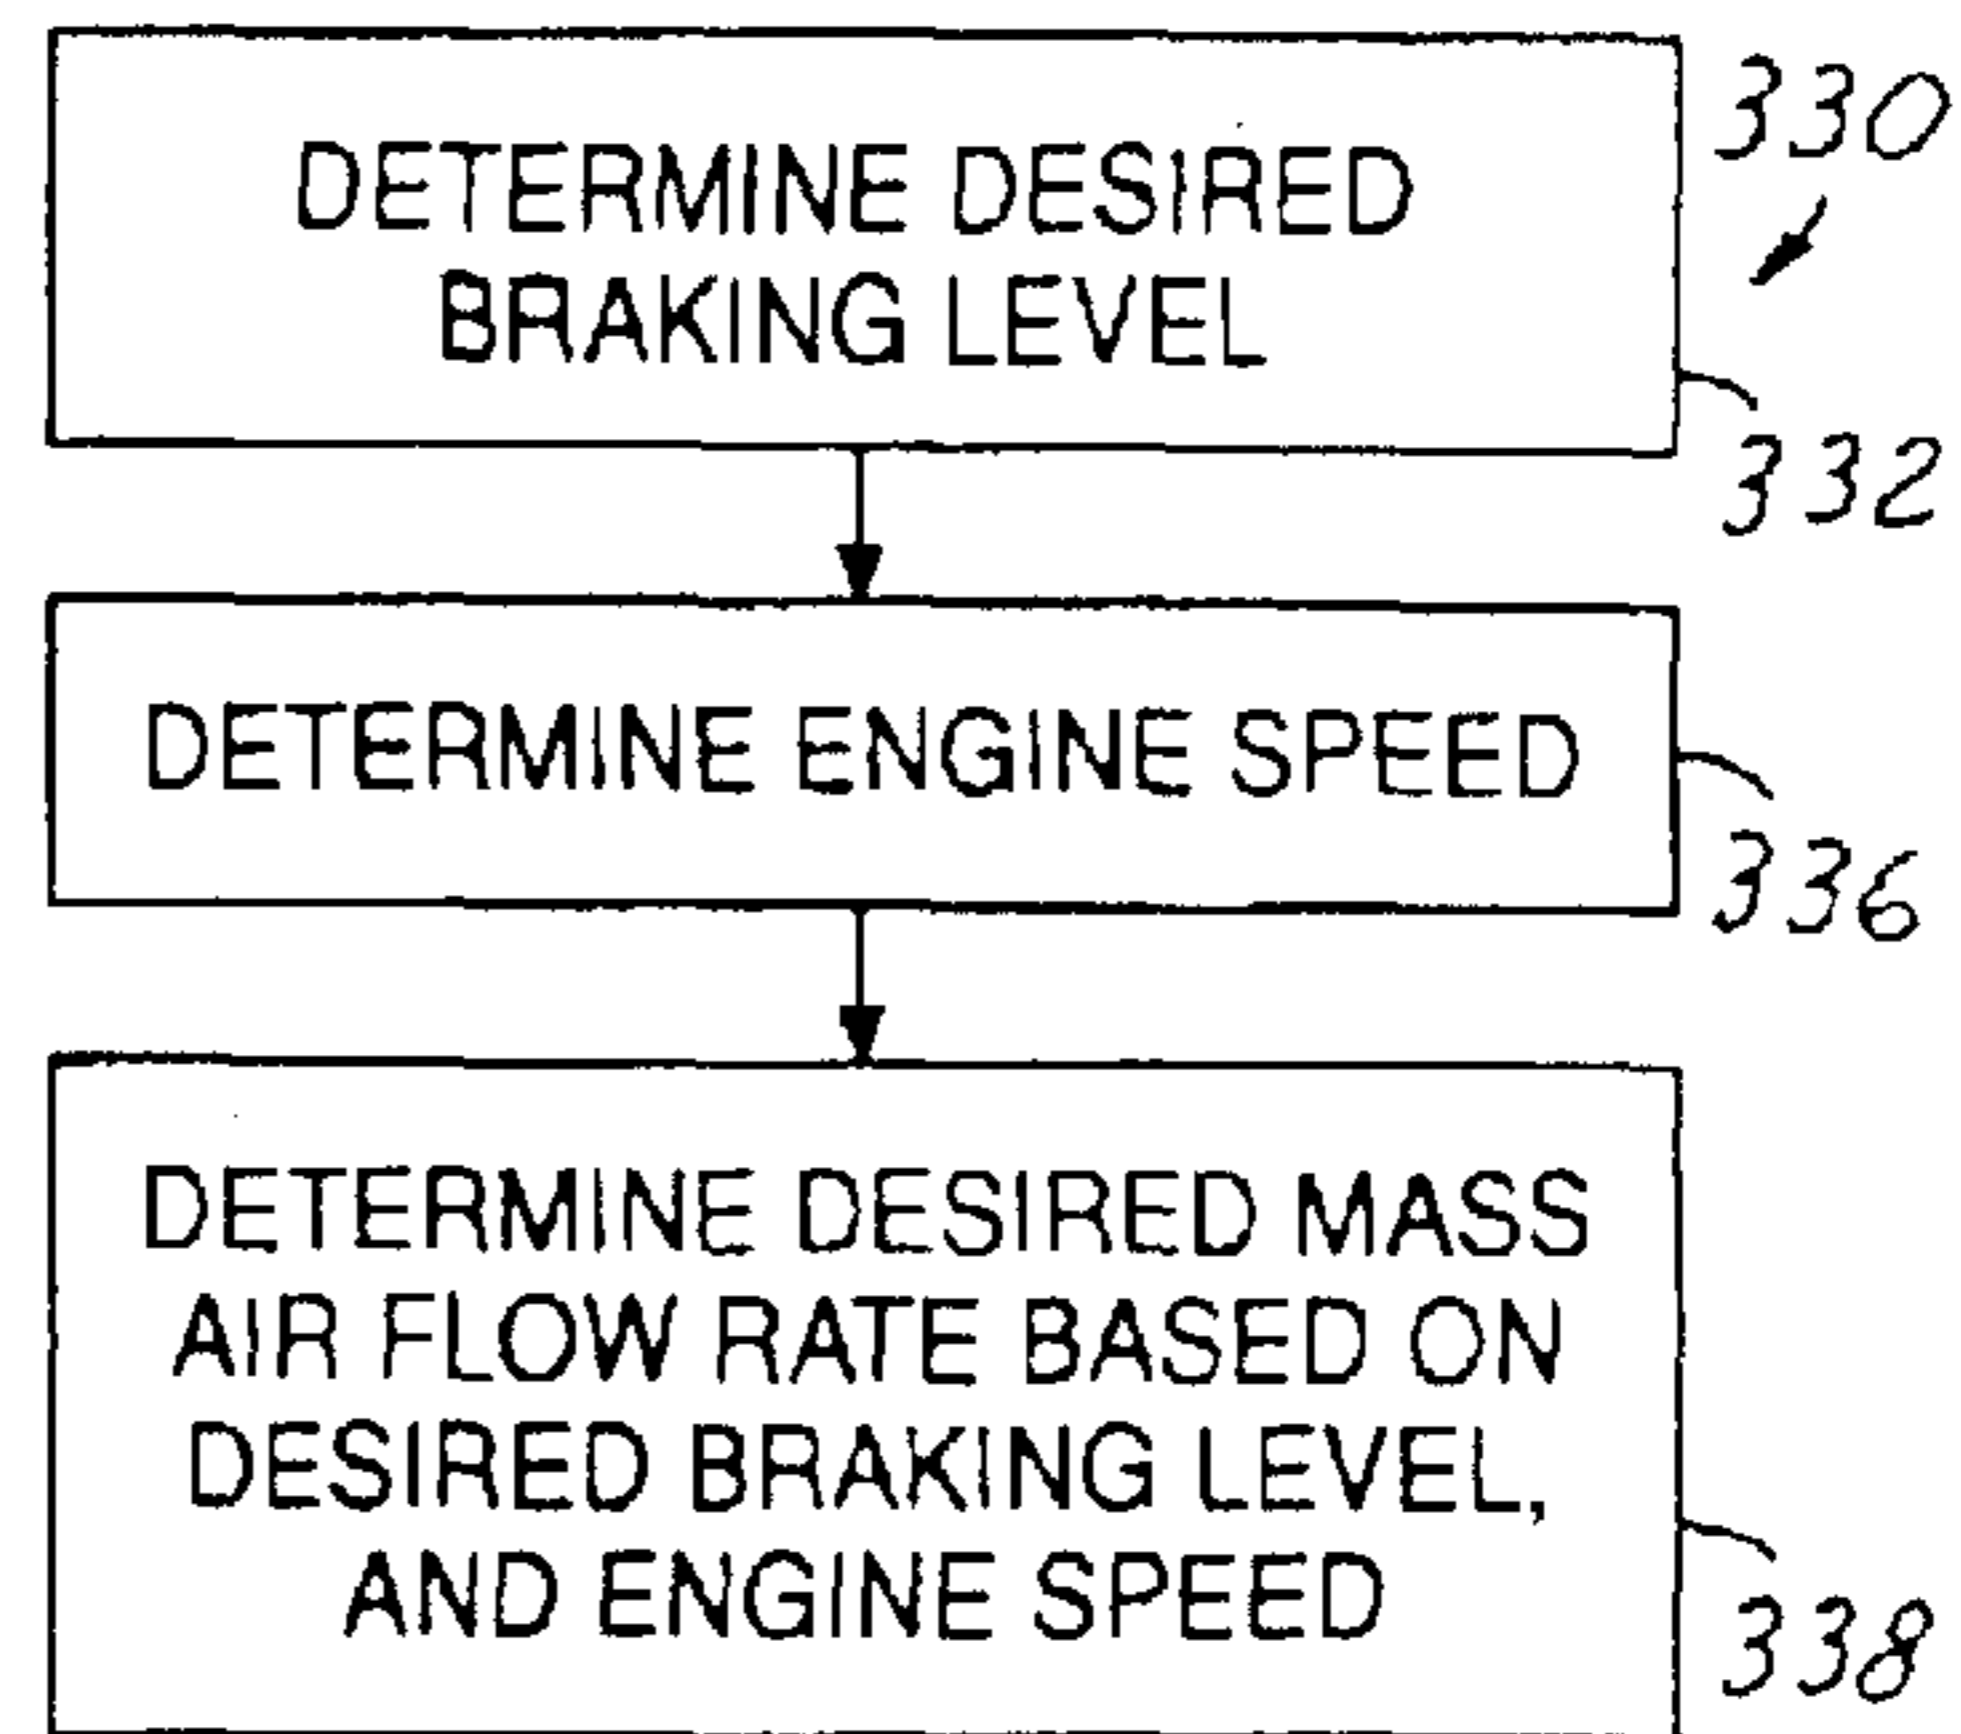 330
DETERMINE DESIRED
BRAKING LEVEL
332
DETERMINE ENGINE SPEED
336
DETERMINE DESIRED MASS
AIR FLOW RATE BASED ON
DESIRED BRAKING LEVEL,
AND ENGINE SPEED
338